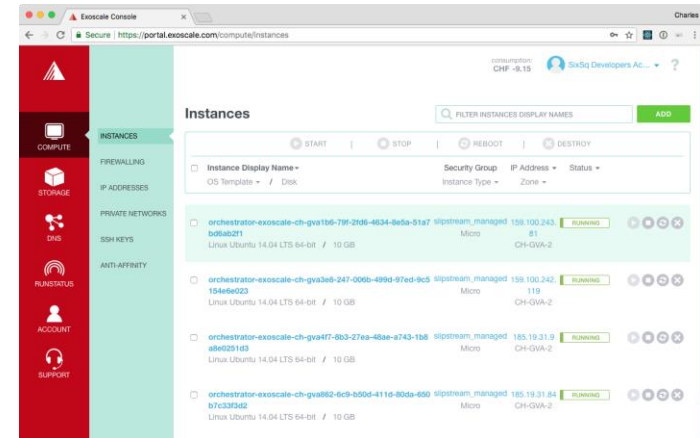 Exoscale Console
Charles
Secure | https://portal.exoscale.com/compute/instances
consumption:
CHF -9.15
SixSq Developers Ac...
?
COMPUTE
STORAGE
DNS
RUNSTATUS
ACCOUNT
SUPPORT
INSTANCES
FIREWALLING
IP ADDRESSES
PRIVATE NETWORKS
SSH KEYS
ANTI-AFFINITY
Instances
FILTER INSTANCES DISPLAY NAMES
ADD
START | STOP | REBOOT | DESTROY
Instance Display Name Security Group IP Address Status
OS Template / Disk Instance Type Zone
orchestrator-exoscale-ch-gva1b6-79f-2fd6-4634-8e5a-51a7 slipstream_managed 159.100.243. RUNNING
bd6ab2f1 Micro 81
Linux Ubuntu 14.04 LTS 64-bit / 10 GB CH-GVA-2
orchestrator-exoscale-ch-gva3e6-247-006b-499d-97ed-9c5 slipstream_managed 159.100.242. RUNNING
154e6e023 Micro 119
Linux Ubuntu 14.04 LTS 64-bit / 10 GB CH-GVA-2
orchestrator-exoscale-ch-gva4f7-8b3-27ea-48ae-a743-1b8 slipstream_managed 185.19.31.9 RUNNING
a8e0251d3 Micro CH-GVA-2
Linux Ubuntu 14.04 LTS 64-bit / 10 GB
orchestrator-exoscale-ch-gva862-6c9-b50d-411d-80da-650 slipstream_managed 185.19.31.84 RUNNING
b7c33f3d2 Micro CH-GVA-2
Linux Ubuntu 14.04 LTS 64-bit / 10 GB